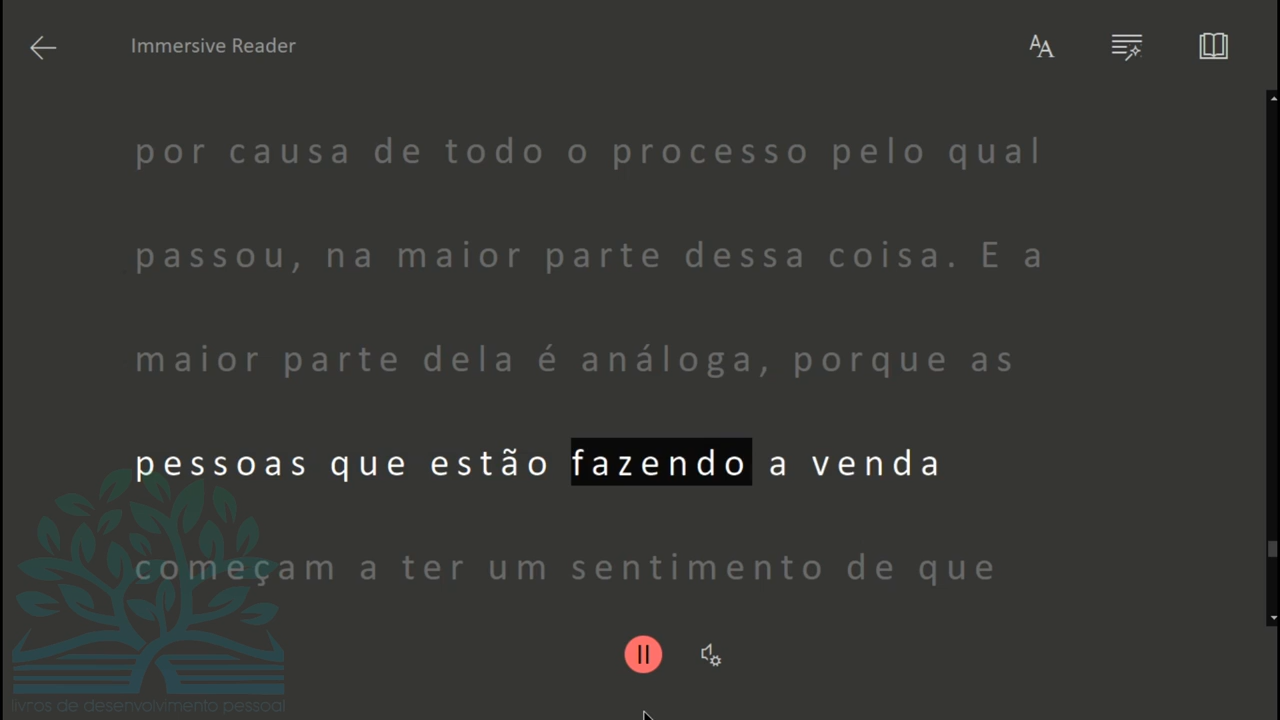 Immersive Reader
por causa de todo o processo pelo qual
passou, na maior parte dessa coisa. E a
maior parte dela é análoga, porque as
pessoas que estão fazendo a venda
começam a ter um sentimento de que
livros de desenvolvimento pessoal